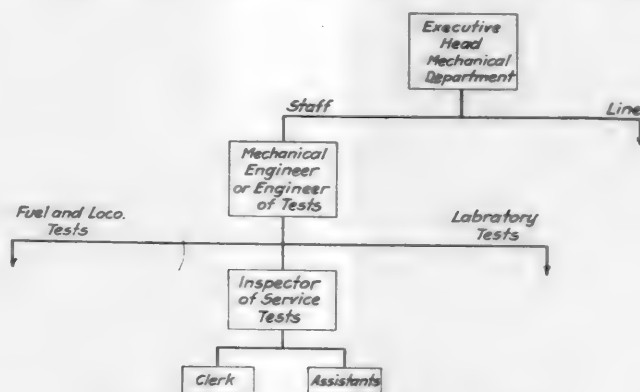 Executive
Head
Mechanical
Department
Staff
Line
Mechanical
Engineer
or Engineer
of Tests
Fuel and Loco.
Tests
Labratory
Tests
Inspector
of Service
Tests
Clerk
Assistants